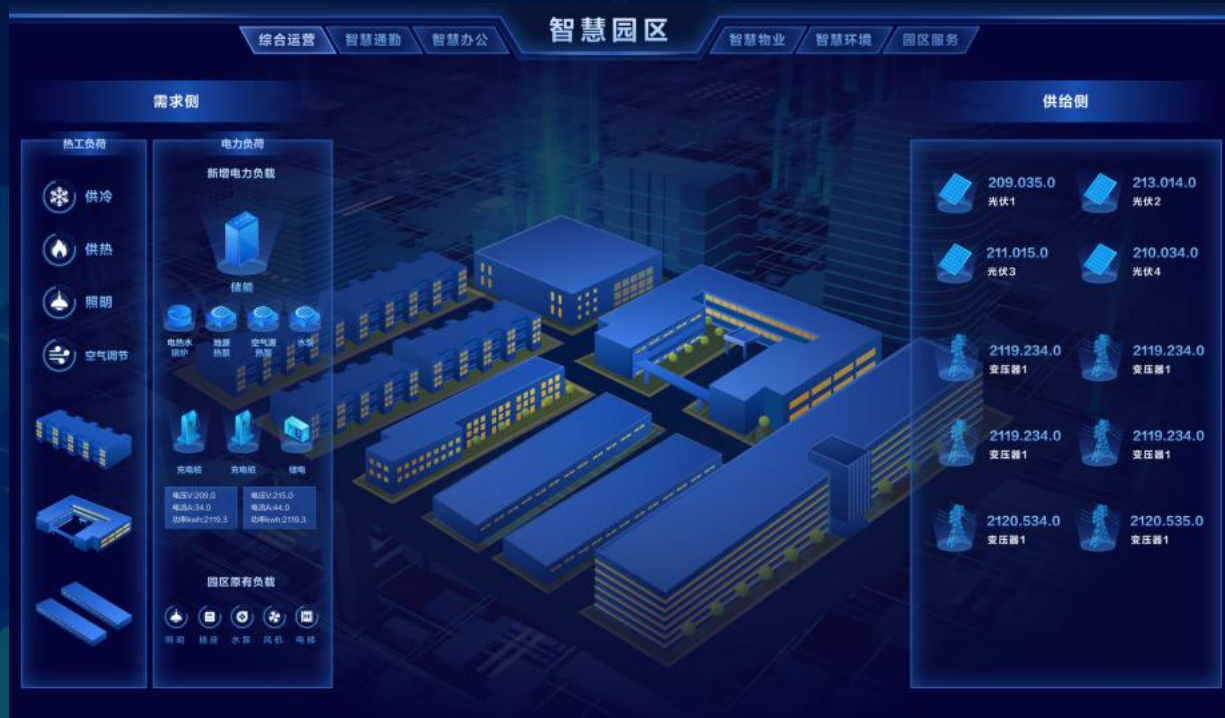 智慧园区
综合运营
智慧通勤
智慧办公
智慧物业
智慧环境
园区服务
需求侧
热工负荷
供冷
供热
照明
空气调节
电力负荷
新增电力负载
储能
电热水
锅炉
地源
热泵
空气源
热泵
水泵
充电桩
充电桩
储电
电压V:209.0
电流A:34.0
功率kwh:2119.3
电压V:215.0
电流A:44.0
功率kwh:2119.3
园区原有负载
照明
插座
水泵
风机
电梯
供给侧
209.035.0
光伏1
213.014.0
光伏2
211.015.0
光伏3
210.034.0
光伏4
2119.234.0
变压器1
2119.234.0
变压器1
2119.234.0
变压器1
2119.234.0
变压器1
2120.534.0
变压器1
2120.535.0
变压器1